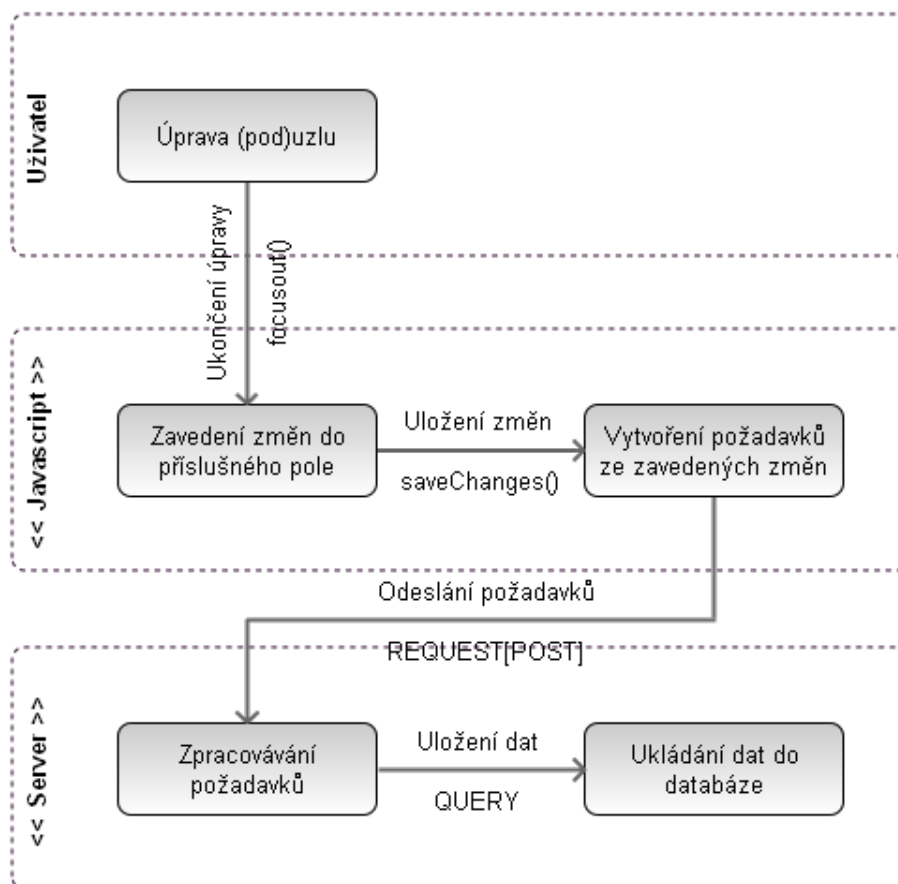 Uživatel
Úprava (pod)uzlu
Ukončení úpravy
focusout()
<< Javascript >>
Zavedení změn do
příslušného pole
Uložení změn
saveChanges()
Vytvoření požadavků
ze zavedených změn
Odeslání požadavků
REQUEST[POST]
<< Server >>
Zpracovávání
požadavků
Uložení dat
QUERY
Ukládání dat do
databáze